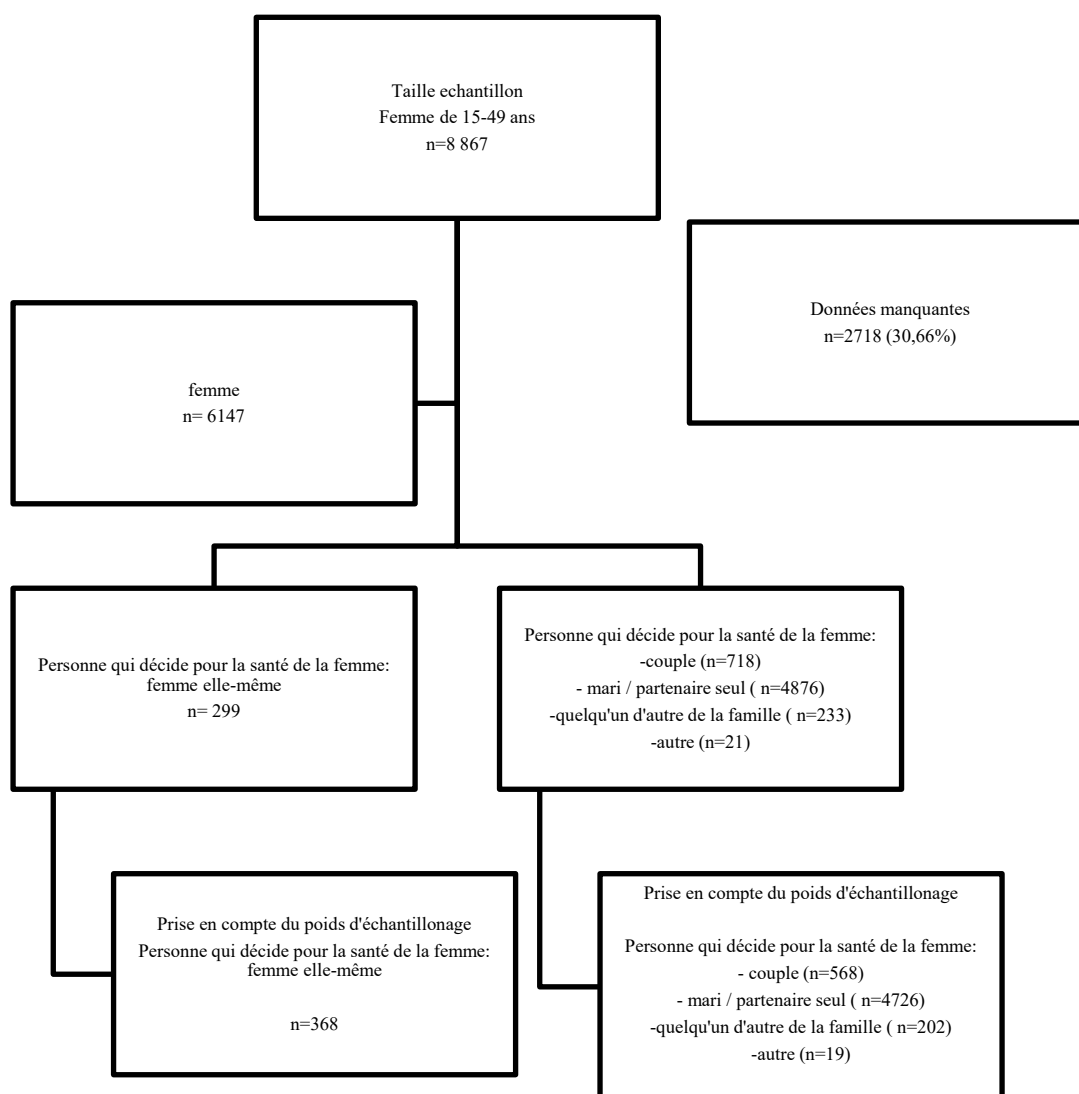 Taille echantillon
Femme de 15-49 ans
n=8 867
Données manquantes
n=2718 (30,66%)
femme
n= 6147
Personne qui décide pour la santé de la femme:
femme elle-même
n= 299
Personne qui décide pour la santé de la femme:
-couple (n=718)
- mari / partenaire seul ( n=4876)
-quelqu'un d'autre de la famille ( n=233)
-autre (n=21)
Prise en compte du poids d'échantillonage
Personne qui décide pour la santé de la femme:
femme elle-même
n=368
Prise en compte du poids d'échantillonage
Personne qui décide pour la santé de la femme:
- couple (n=568)
- mari / partenaire seul ( n=4726)
-quelqu'un d'autre de la famille ( n=202)
-autre (n=19)